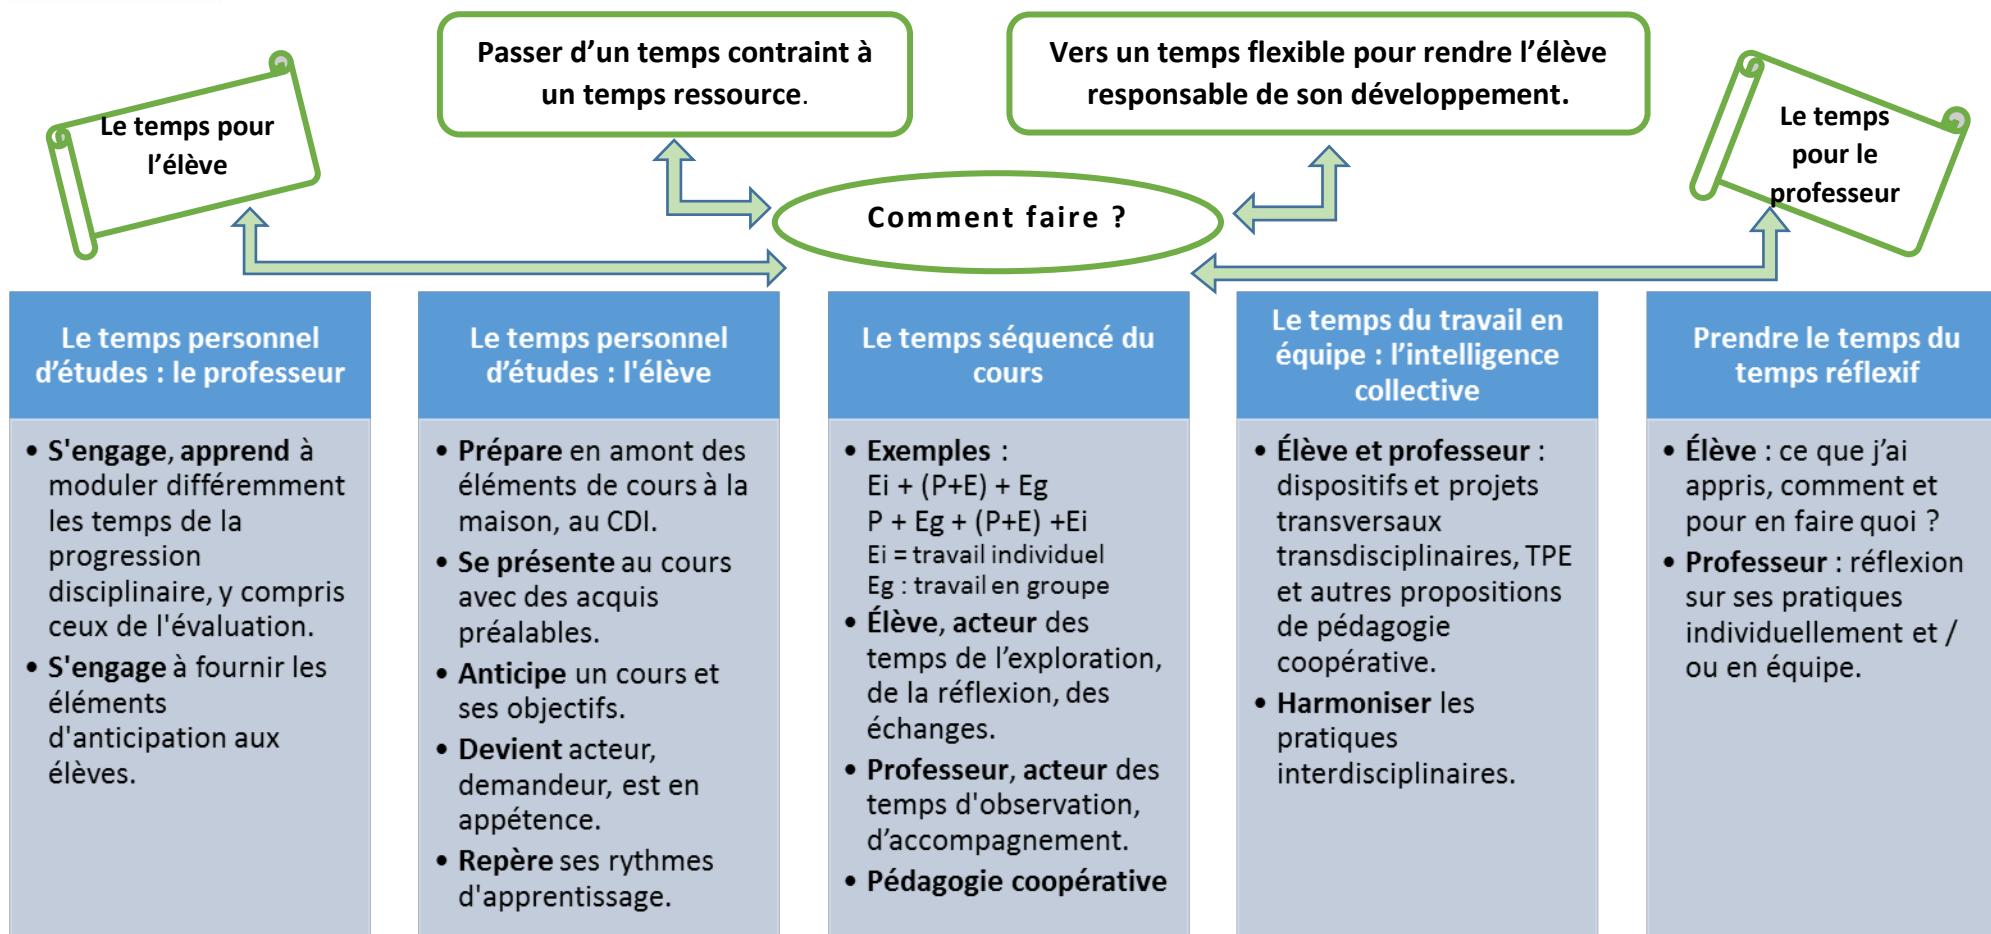 Passer d’un temps contraint à
un temps ressource.
Vers un temps flexible pour rendre l’élève
responsable de son développement.
Le temps pour
l’élève
Le temps
pour le
professeur
Comment faire ?
Le temps personnel
d’études : le professeur
• S'engage, apprend à
moduler différemment
les temps de la
progression
disciplinaire, y compris
ceux de l'évaluation.
• S'engage à fournir les
éléments
d'anticipation aux
élèves.
Le temps personnel
d’études : l'élève
• Prépare en amont des
éléments de cours à la
maison, au CDI.
• Se présente au cours
avec des acquis
préalables.
• Anticipe un cours et
ses objectifs.
• Devient acteur,
demandeur, est en
appétence.
• Repère ses rythmes
d'apprentissage.
Le temps séquencé du
cours
• Exemples :
Ei + (P+E) + Eg
P + Eg + (P+E) +Ei
Ei = travail individuel
Eg : travail en groupe
• Élève, acteur des
temps de l’exploration,
de la réflexion, des
échanges.
• Professeur, acteur des
temps d'observation,
d’accompagnement.
• Pédagogie coopérative
Le temps du travail en
équipe : l’intelligence
collective
• Élève et professeur :
dispositifs et projets
transversaux
transdisciplinaires, TPE
et autres propositions
de pédagogie
coopérative.
• Harmoniser les
pratiques
interdisciplinaires.
Prendre le temps du
temps réflexif
• Élève : ce que j’ai
appris, comment et
pour en faire quoi ?
• Professeur : réflexion
sur ses pratiques
individuellement et /
ou en équipe.